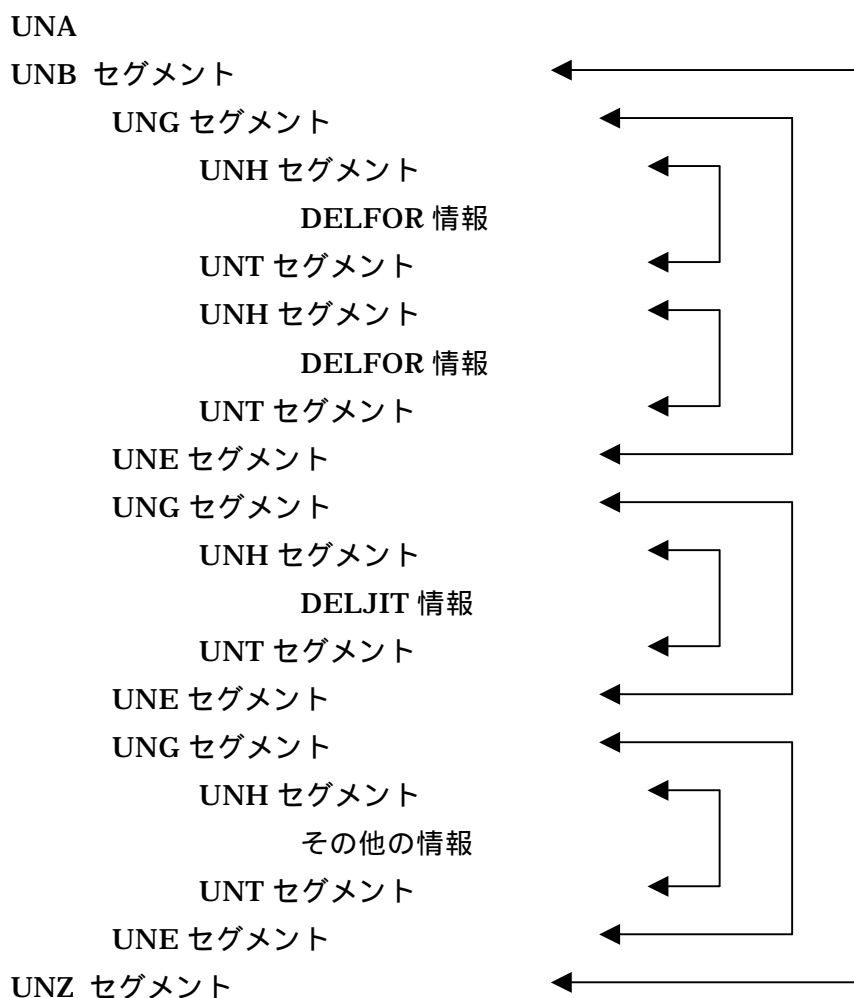 UNA
UNB セグメント
UNG セグメント
UNH セグメント
DELFOR 情報
UNT セグメント
UNH セグメント
DELFOR 情報
UNT セグメント
UNE セグメント
UNG セグメント
UNH セグメント
DELJIT 情報
UNT セグメント
UNE セグメント
UNG セグメント
UNH セグメント
その他の情報
UNT セグメント
UNE セグメント
UNZ セグメント